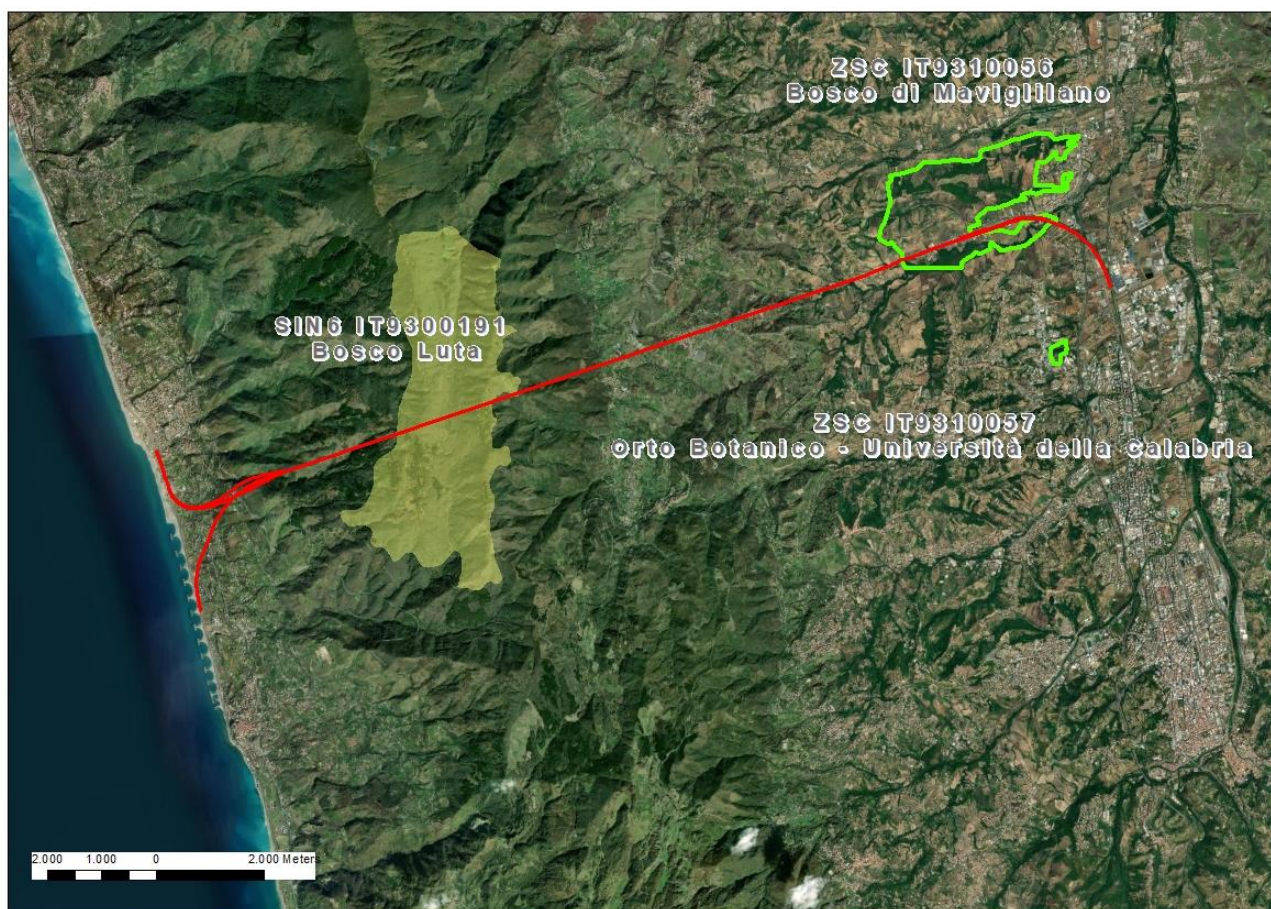 ZSC IT9310056
Bosco di Maviglilano
SIN6 IT9300191
Bosco Luta
ZSC IT9310057
Orto Botanico - Università della Calabria
2.000 1.000 0 2.000 Meters